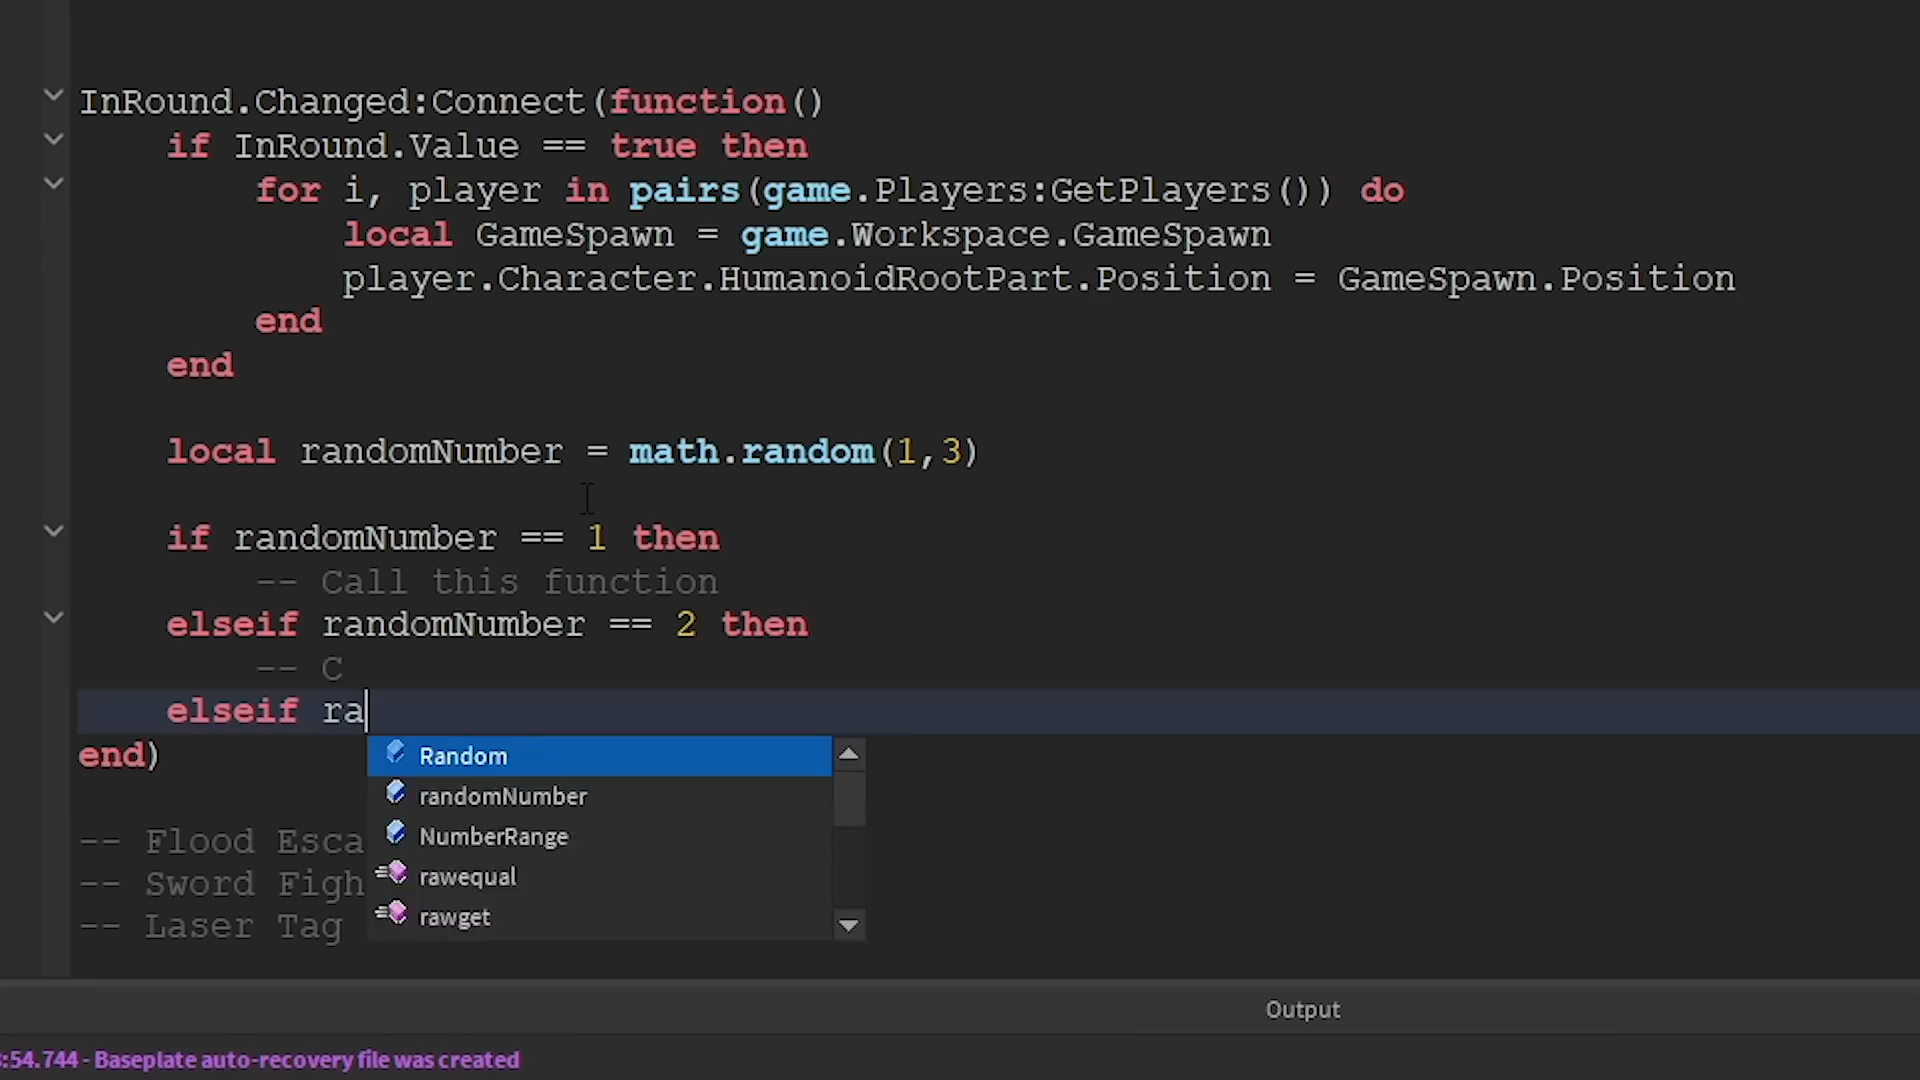 InRound.Changed:Connect(function()
if InRound.Value == true then
for i, player in pairs(game.Players:GetPlayers()) do
local GameSpawn = game.Workspace.GameSpawn
player.Character.HumanoidRootPart.Position = GameSpawn.Position
end
end
local randomNumber = math.random(1,3)
if randomNumber == 1 then
-- Call this function
elseif randomNumber == 2 then
-- C
elseif ra
end)
Random
randomNumber
NumberRange
rawequal
rawget
-- Flood Esca
-- Sword Figh
-- Laser Tag
Output
:54.744 - Baseplate auto-recovery file was created